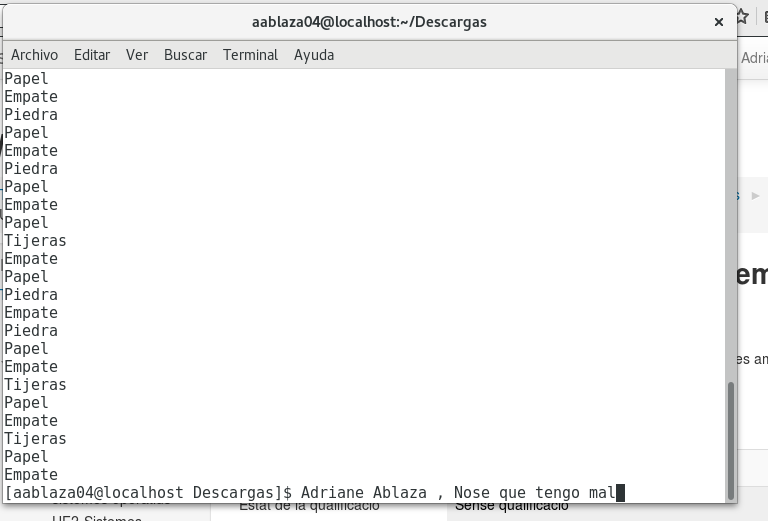 aablaza04@localhost:~/Descargas
Archivo Editar Ver Buscar Terminal Ayuda
Adria
Papel
Empate
Piedra
Papel
Empate
Piedra
Papel
Empate
Papel
Tijeras
Empate
Papel
Piedra
Empate
Piedra
Papel
Empate
Tijeras
Papel
Empate
Tijeras
Papel
Empate
[aablaza04@localhost Descargas]$ Adriane Ablaza , Nose que tengo mal
s
em
es am
Estat de la qualificació
Sense qualificació
UF2-Sistemes